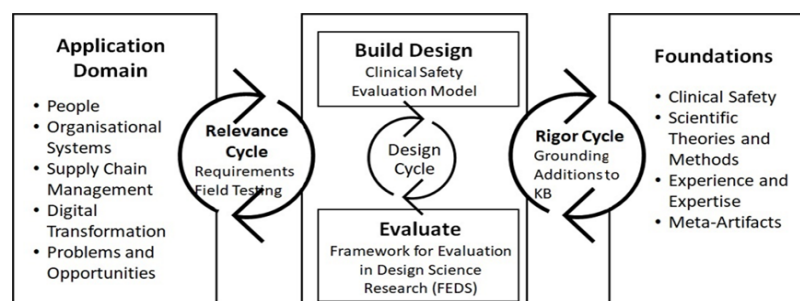 Application
Domain
• People
• Organisational
Systems
• Supply Chain
Management
• Digital
Transformation
• Problems and
Opportunities
Relevance
Cycle
Requirements
Field Testing
Build Design
Clinical Safety
Evaluation Model
Design
Cycle
Evaluate
Framework for Evaluation
in Design Science
Research (FEDS)
Rigor Cycle
Grounding
Additions to
KB
Foundations
• Clinical Safety
• Scientific
Theories and
Methods
• Experience and
Expertise
• Meta-Artifacts